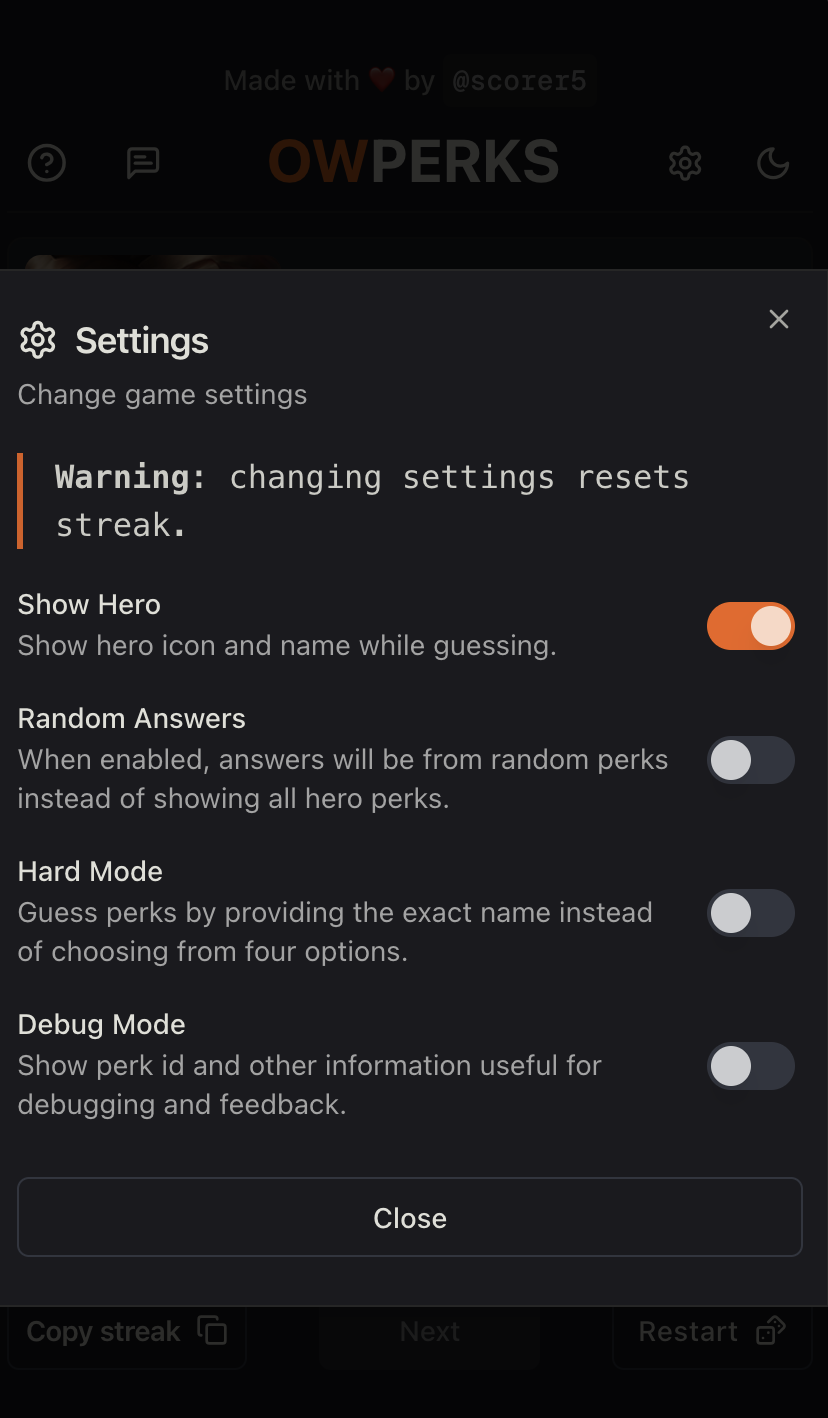 Made with ❤️ by @scorer5
OWPERKS
Settings
Change game settings
Warning: changing settings resets
streak.
Show Hero
Show hero icon and name while guessing.
Random Answers
When enabled, answers will be from random perks
instead of showing all hero perks.
Hard Mode
Guess perks by providing the exact name instead
of choosing from four options.
Debug Mode
Show perk id and other information useful for
debugging and feedback.
Close
Copy streak Next Restart